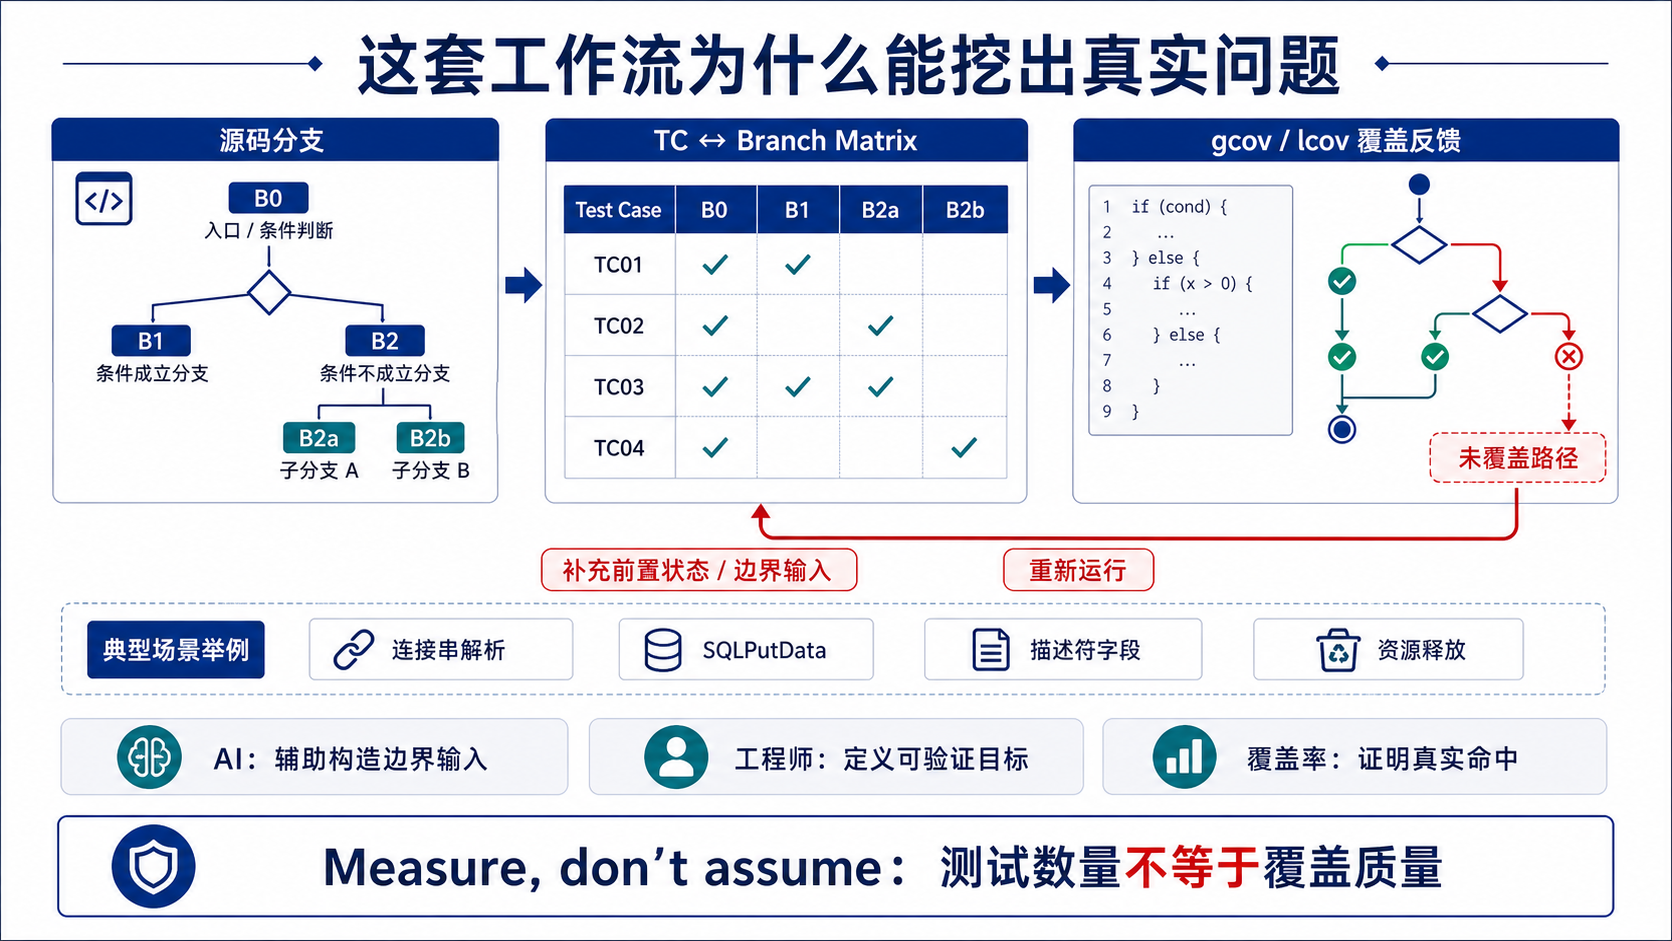 这套工作流为什么能挖出真实问题
源码分支
</>
B0
入口 / 条件判断
B1
条件成立分支
B2
条件不成立分支
B2a
子分支 A
B2b
子分支 B
TC ↔ Branch Matrix
Test Case B0 B1 B2a B2b
TC01 ✓ ✓
TC02 ✓ ✓
TC03 ✓ ✓ ✓
TC04 ✓ ✓
gcov / lcov 覆盖反馈
1 if (cond) {
2 ...
3 } else {
4 if (x > 0) {
5 ...
6 } else {
7 ...
8 }
9 }
未覆盖路径
补充前置状态 / 边界输入
重新运行
典型场景举例
连接串解析
SQLPutData
描述符字段
资源释放
AI：辅助构造边界输入
工程师：定义可验证目标
覆盖率：证明真实命中
Measure, don’t assume：测试数量不等于覆盖质量